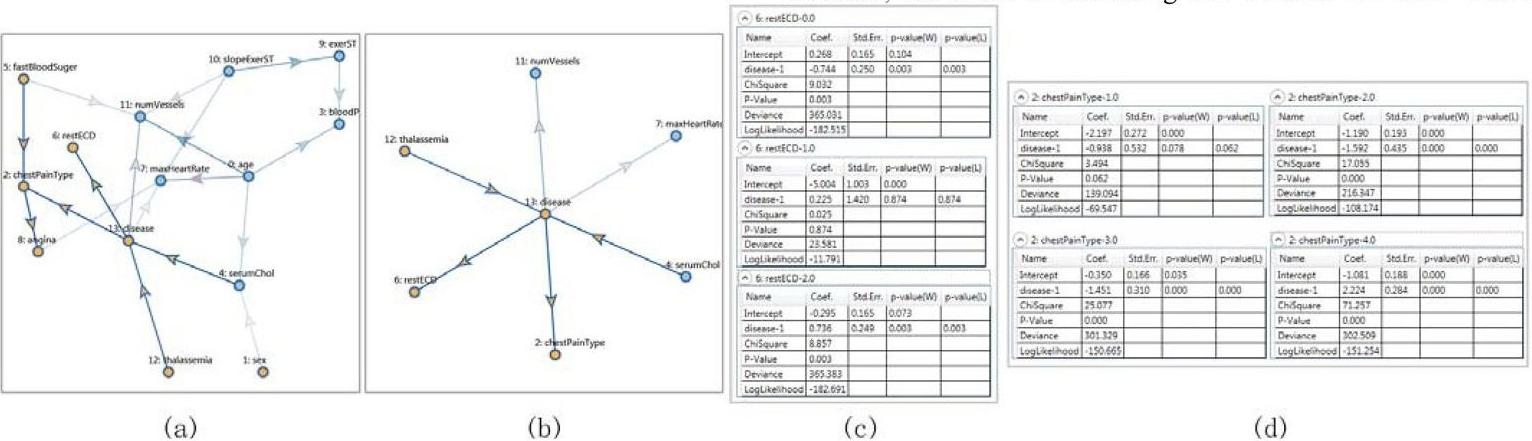 5: fastBloodSuger
9: exerST
10: slopeExerST
11: numVessels
3: bloodP
6: restECD
7: maxHeartRate
0: age
2: chestPainType
8: angina
13: disease
4: serumChol
12: thalassemia
1: sex
(a)
11: numVessels
7: maxHeartRate
12: thalassemia
13: disease
4: serumChol
6: restECD
2: chestPainType
(b)
6: restECD-0.0
Name Coef. Std.Err. p-value(W) p-value(L)
Intercept 0.268 0.165 0.104
disease-1 -0.744 0.250 0.003 0.003
ChiSquare 9.032
P-Value 0.003
Deviance 365.031
LogLikelihood -182.515
6: restECD-1.0
Name Coef. Std.Err. p-value(W) p-value(L)
Intercept -5.004 1.003 0.000
disease-1 0.225 1.420 0.874 0.874
ChiSquare 0.025
P-Value 0.874
Deviance 23.581
LogLikelihood -11.791
6: restECD-2.0
Name Coef. Std.Err. p-value(W) p-value(L)
Intercept -0.295 0.165 0.073
disease-1 0.736 0.249 0.003 0.003
ChiSquare 8.857
P-Value 0.003
Deviance 365.383
LogLikelihood -182.691
(c)
2: chestPainType-1.0
Name Coef. Std.Err. p-value(W) p-value(L)
Intercept -2.197 0.272 0.000
disease-1 -0.938 0.532 0.078 0.062
ChiSquare 3.494
P-Value 0.062
Deviance 139.094
LogLikelihood -69.547
2: chestPainType-2.0
Name Coef. Std.Err. p-value(W) p-value(L)
Intercept -1.190 0.193 0.000
disease-1 -1.592 0.435 0.000 0.000
ChiSquare 17.055
P-Value 0.000
Deviance 216.347
LogLikelihood -108.174
2: chestPainType-3.0
Name Coef. Std.Err. p-value(W) p-value(L)
Intercept -0.350 0.166 0.035
disease-1 -1.451 0.310 0.000 0.000
ChiSquare 25.077
P-Value 0.000
Deviance 301.329
LogLikelihood -150.665
2: chestPainType-4.0
Name Coef. Std.Err. p-value(W) p-value(L)
Intercept -1.081 0.188 0.000
disease-1 2.224 0.284 0.000 0.000
ChiSquare 71.257
P-Value 0.000
Deviance 302.509
LogLikelihood -151.254
(d)